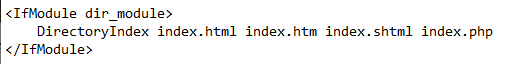 <IfModule dir_module>
    DirectoryIndex index.html index.htm index.shtml index.php
</IfModule>